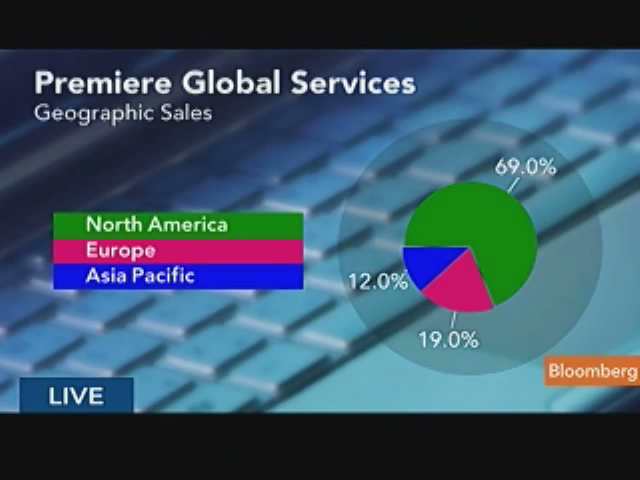 Premiere Global Services
Geographic Sales
69.0%
North America
Europe
Asia Pacific
12.0%
19.0%
Bloomberg
LIVE